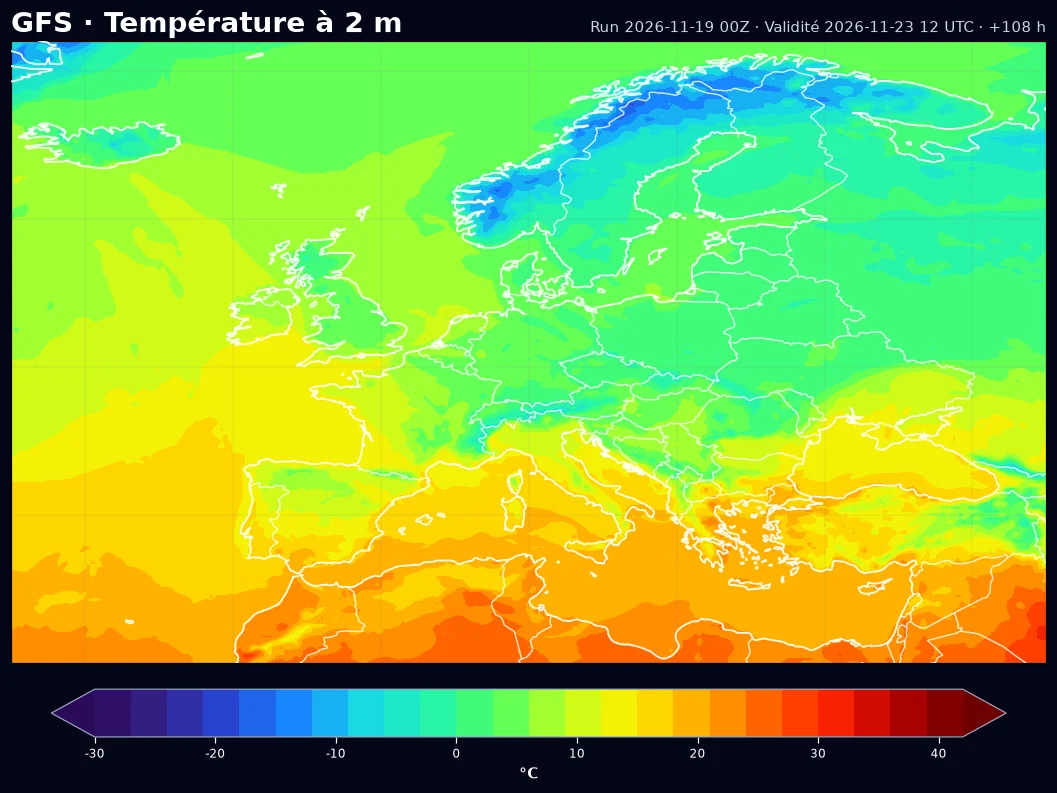 GFS · Température à 2 m
Run 2026-11-19 00Z · Validité 2026-11-23 12 UTC · +108 h
-30 -20 -10 0 10 20 30 40
°C